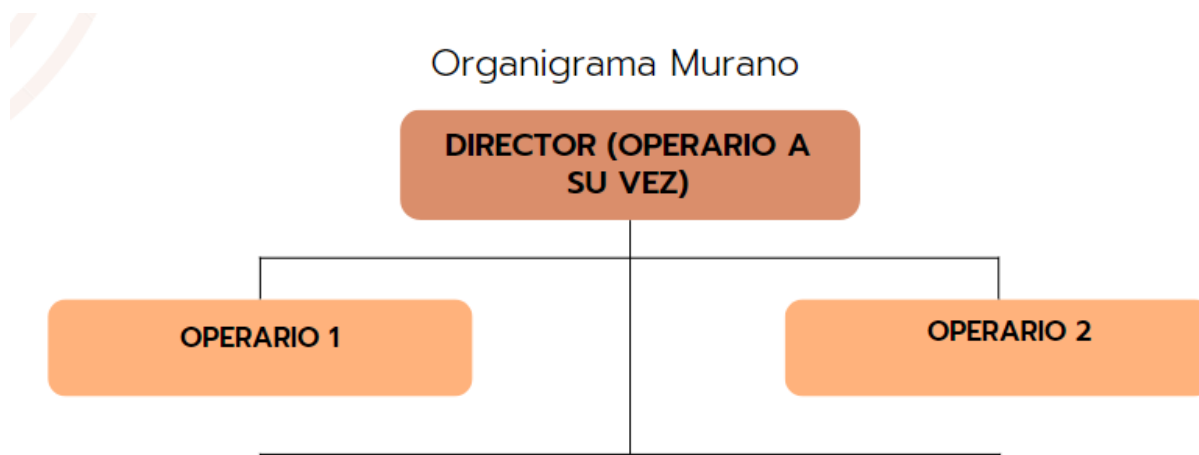 Organigrama Murano
DIRECTOR (OPERARIO A
SU VEZ)
OPERARIO 1
OPERARIO 2